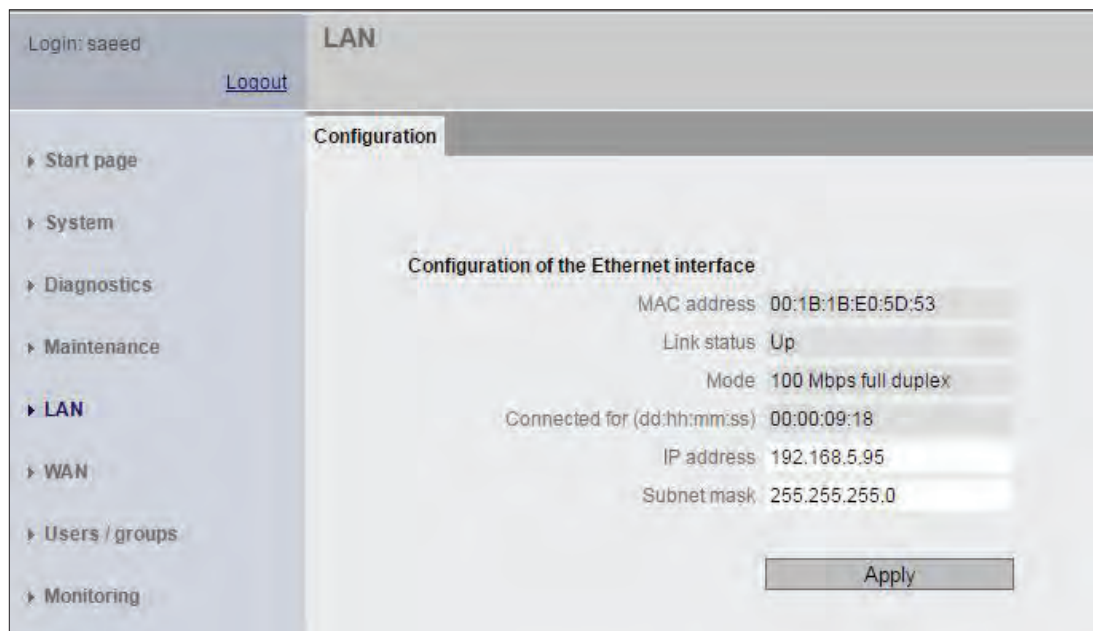 Login: saeed
Logout
LAN
Configuration
Start page
System
Diagnostics
Maintenance
LAN
WAN
Users / groups
Monitoring
Configuration of the Ethernet interface
MAC address 00:1B:1B:E0:5D:53
Link status Up
Mode 100 Mbps full duplex
Connected for (dd:hh:mm:ss) 00:00:09:18
IP address 192.168.5.95
Subnet mask 255.255.255.0
Apply